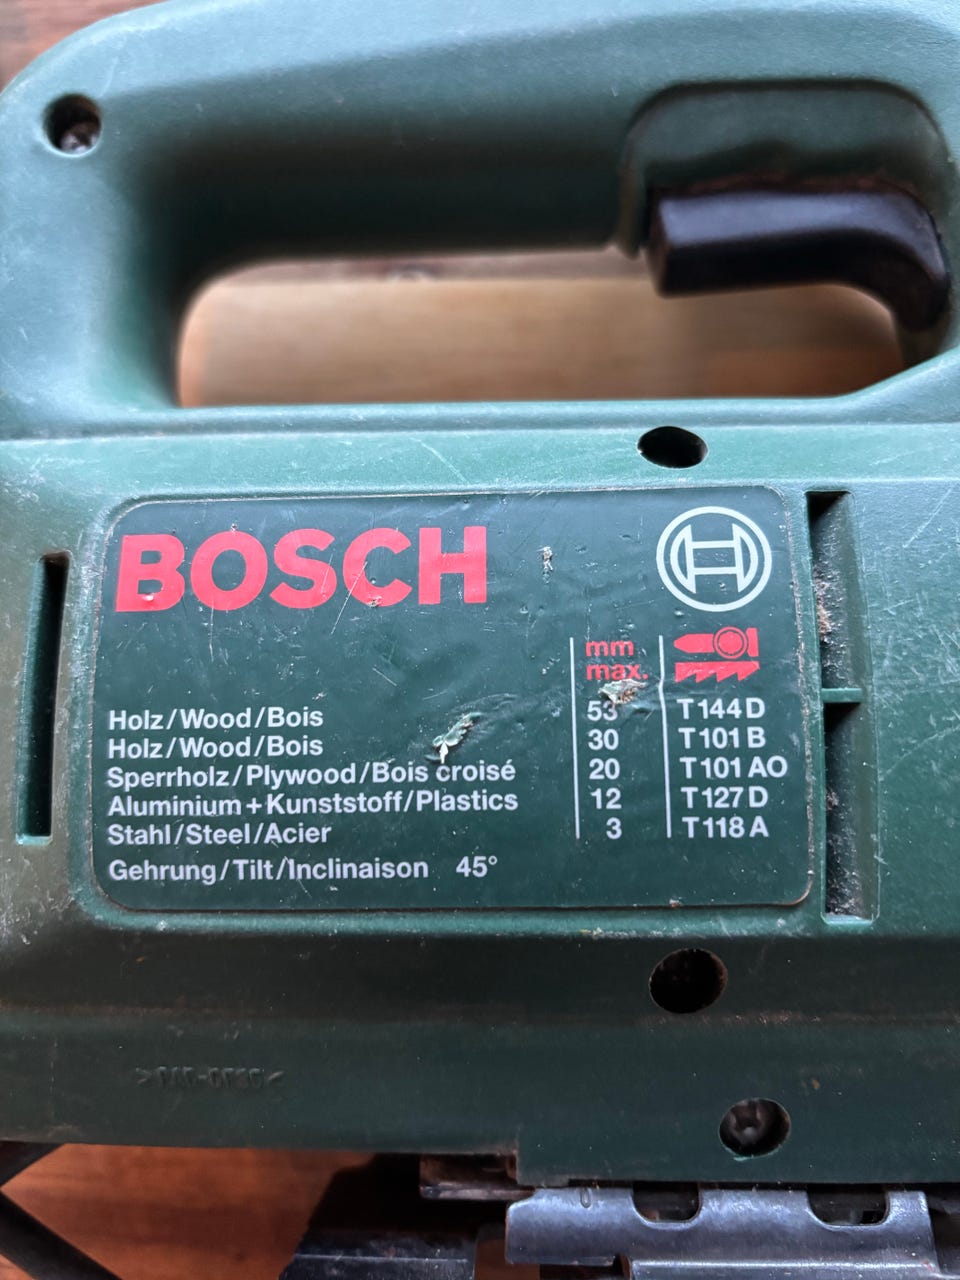 BOSCH
mm
max.
Holz/Wood/Bois 53 T144D
Holz/Wood/Bois 30 T101B
Sperrholz/Plywood/Bois croisé 20 T101AO
Aluminium+Kunststoff/Plastics 12 T127D
Stahl/Steel/Acier 3 T118A
Gehrung/Tilt/Inclinaison 45°